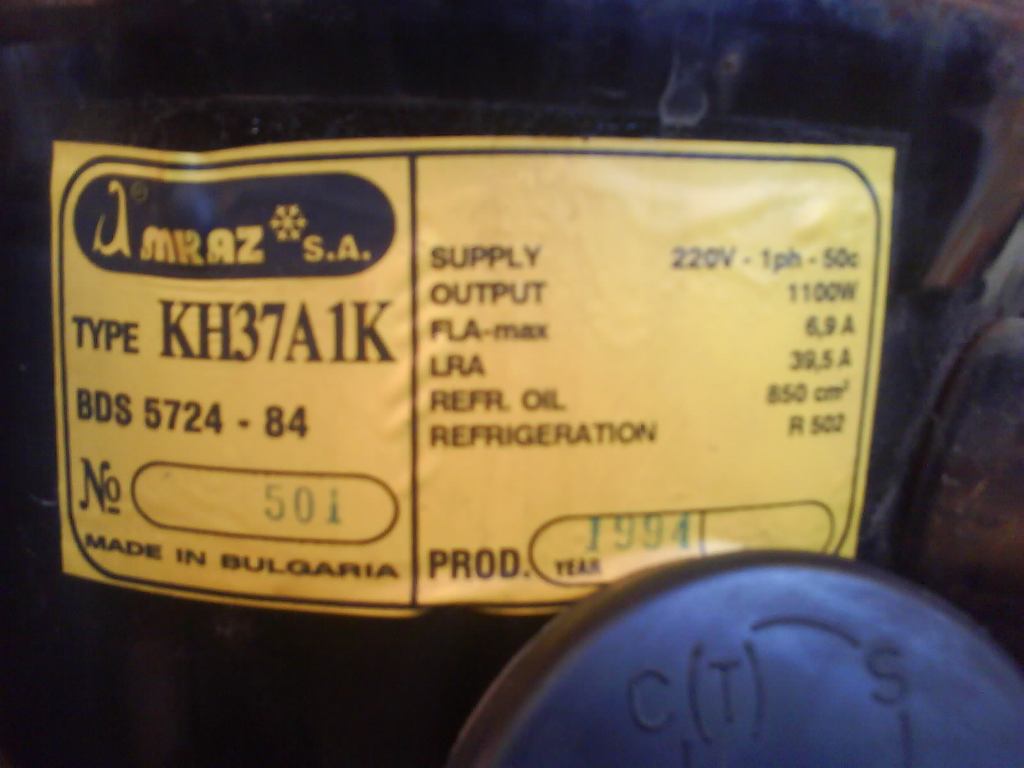 MRAZ S.A.
TYPE KH37A1K
BDS 5724 - 84
№ 501
MADE IN BULGARIA
SUPPLY 220V - 1ph - 50c
OUTPUT 1100W
FLA-max 6,9 A
LRA 39,5 A
REFR. OIL 850 cm³
REFRIGERATION R 502
PROD. YEAR 1994
C(T) S